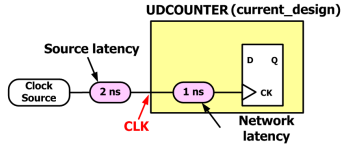 UDCOUNTER (current_design)
Source latency
D Q
Clock
Source
2 ns
1 ns
CK
CLK
Network
latency